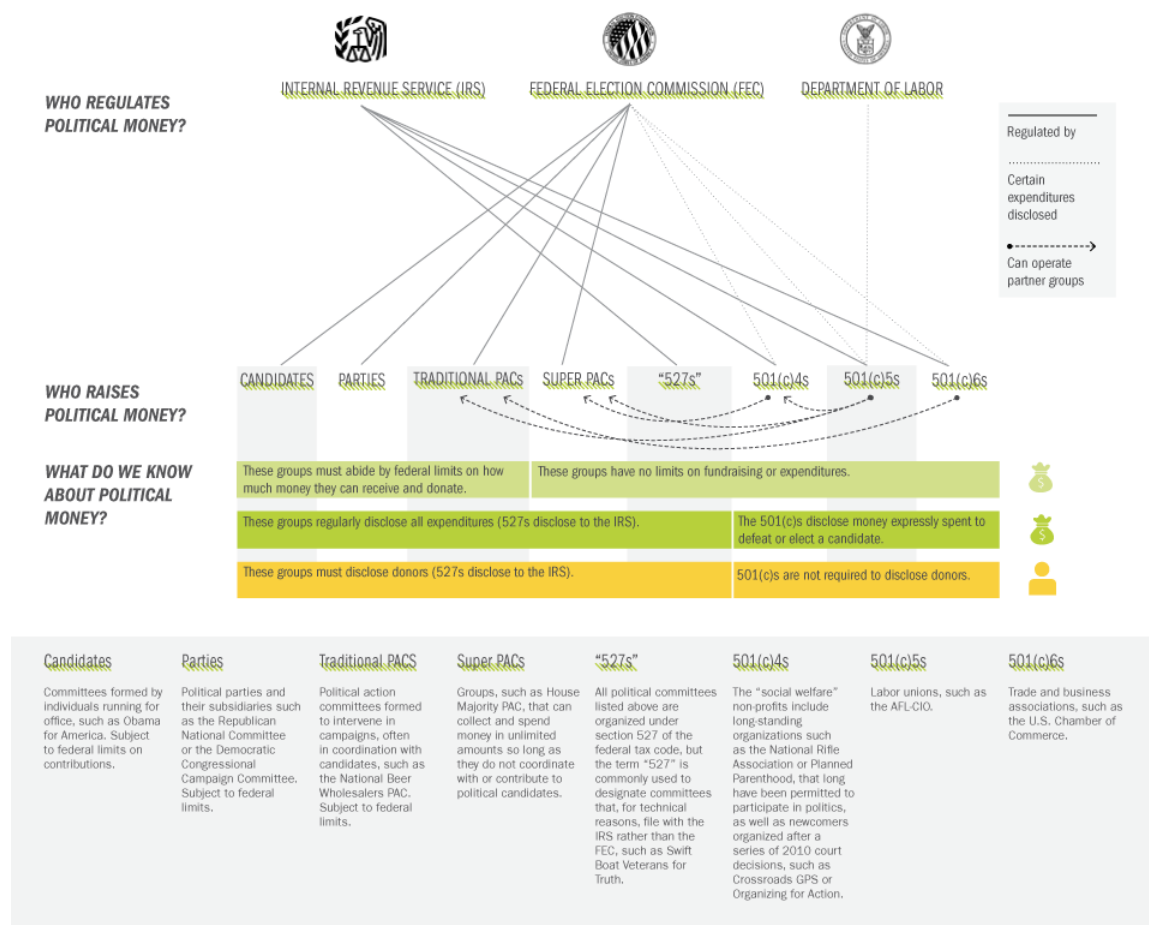 INTERNAL REVENUE SERVICE (IRS)
FEDERAL ELECTION COMMISSION (FEC)
DEPARTMENT OF LABOR
WHO REGULATES
POLITICAL MONEY?
Regulated by
Certain
expenditures
disclosed
Can operate
partner groups
WHO RAISES
POLITICAL MONEY?
CANDIDATES
PARTIES
TRADITIONAL PACs
SUPER PACs
“527s”
501(c)4s
501(c)5s
501(c)6s
WHAT DO WE KNOW
ABOUT POLITICAL
MONEY?
These groups must abide by federal limits on how
much money they can receive and donate.
These groups have no limits on fundraising or expenditures.
$
These groups regularly disclose all expenditures (527s disclose to the IRS).
The 501(c)s disclose money expressly spent to
defeat or elect a candidate.
$
These groups must disclose donors (527s disclose to the IRS).
501(c)s are not required to disclose donors.
Candidates
Committees formed by
individuals running for
office, such as Obama
for America. Subject
to federal limits on
contributions.
Parties
Political parties and
their subsidiaries such
as the Republican
National Committee
or the Democratic
Congressional
Campaign Committee.
Subject to federal
limits.
Traditional PACS
Political action
committees formed
to intervene in
campaigns, often
in coordination with
candidates, such as
the National Beer
Wholesalers PAC.
Subject to federal
limits.
Super PACs
Groups, such as House
Majority PAC, that can
collect and spend
money in unlimited
amounts so long as
they do not coordinate
with or contribute to
political candidates.
“527s”
All political committees
listed above are
organized under
section 527 of the
federal tax code, but
the term “527” is
commonly used to
designate committees
that, for technical
reasons, file with the
IRS rather than the
FEC, such as Swift
Boat Veterans for
Truth.
501(c)4s
The “social welfare”
non-profits include
long-standing
organizations such
as the National Rifle
Association or Planned
Parenthood, that long
have been permitted to
participate in politics,
as well as newcomers
organized after a
series of 2010 court
decisions, such as
Crossroads GPS or
Organizing for Action.
501(c)5s
Labor unions, such as
the AFL-CIO.
501(c)6s
Trade and business
associations, such as
the U.S. Chamber of
Commerce.